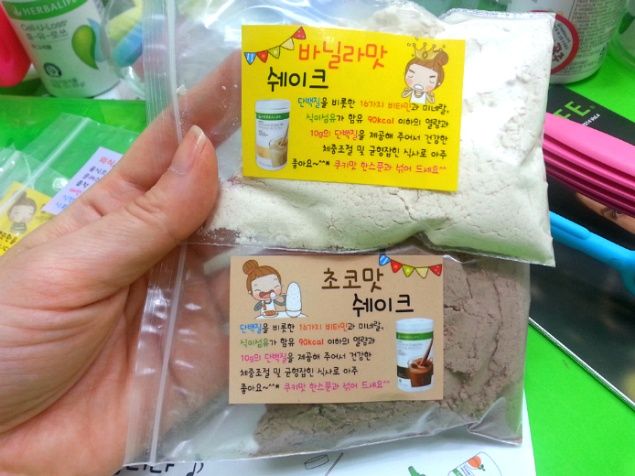 HERBALIFE
Cell-U-Loss
바닐라맛
쉐이크
단백질을 비롯한 16가지 비타민과 미네랄,
식이섬유가 함유 90kcal 이하의 열량과
10g의 단백질을 제공해 주어서 건강한
체중조절 및 균형잡힌 식사로 아주
좋아요~^^* 쿠키맛 한스푼과 섞어 드세요^^
초코맛
쉐이크
단백질을 비롯한 16가지 비타민과 미네랄,
식이섬유가 함유 90kcal 이하의 열량과
10g의 단백질을 제공해 주어서 건강한
체중조절 및 균형잡힌 식사로 아주
좋아요~^^* 쿠키맛 한스푼과 섞어 드세요^^